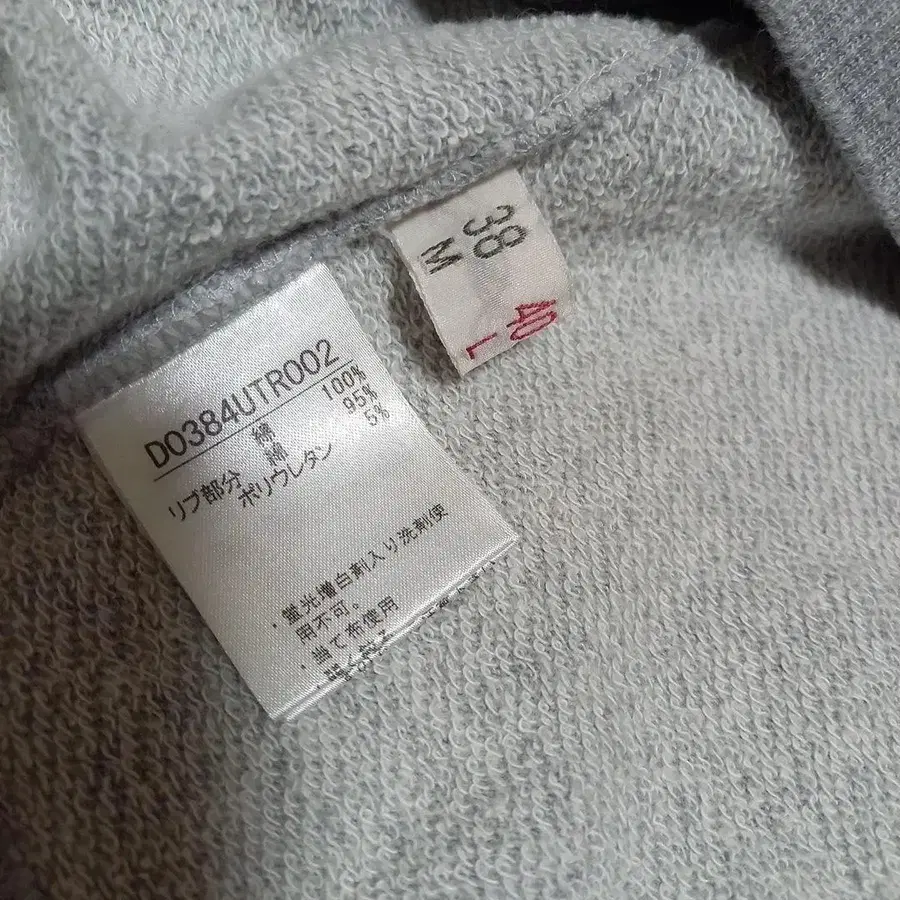 D0384UTR002
綿 100%
リブ部分 綿 95%
ポリウレタン 5%
・蛍光増白剤入り洗剤使
用不可。
・当て布使用
38
M
40
L